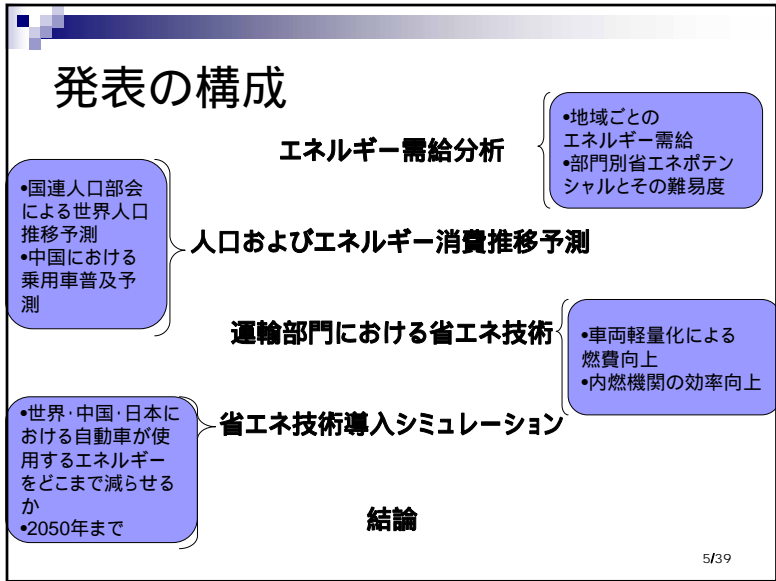 発表の構成
エネルギー需給分析
•地域ごとの
エネルギー需給
•部門別省エネポテン
シャルとその難易度
•国連人口部会
による世界人口
推移予測
•中国における
乗用車普及予
測
人口およびエネルギー消費推移予測
運輸部門における省エネ技術
•車両軽量化による
燃費向上
•内燃機関の効率向上
•世界・中国・日本に
おける自動車が使
用するエネルギー
をどこまで減らせる
か
•2050年まで
省エネ技術導入シミュレーション
結論
5/39